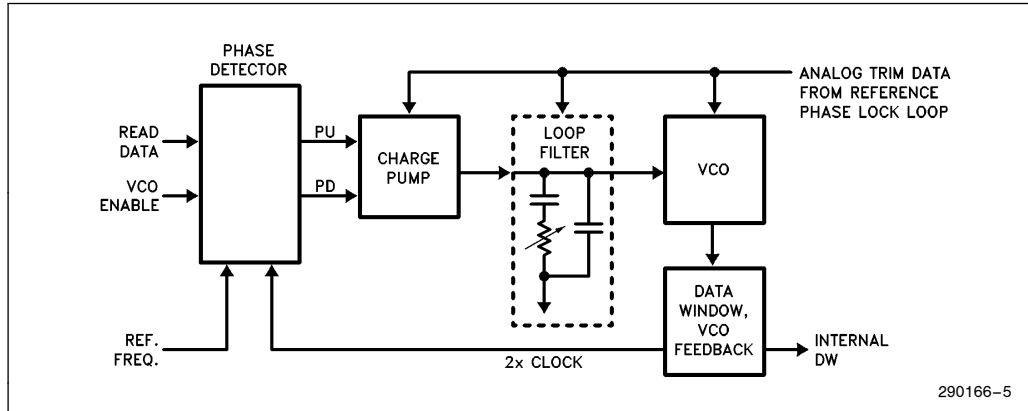 PHASE
DETECTOR
READ
DATA
VCO
ENABLE
REF.
FREQ.
PU
PD
CHARGE
PUMP
LOOP
FILTER
ANALOG TRIM DATA
FROM REFERENCE
PHASE LOCK LOOP
VCO
DATA
WINDOW,
VCO
FEEDBACK
2x CLOCK
INTERNAL
DW
290166–5